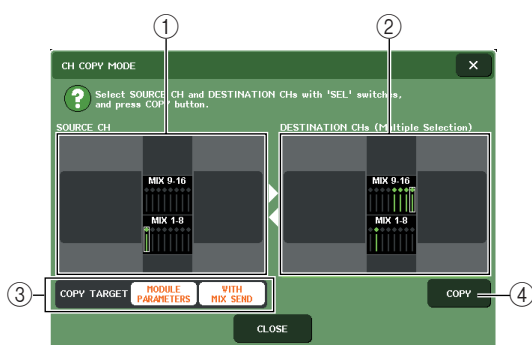 ① ②
CH COPY MODE ×
? Select SOURCE CH and DESTINATION CHs with 'SEL' switches,
and press COPY button.
SOURCE CH DESTINATION CHs (Multiple Selection)
MIX 9-16 MIX 9-16
MIX 1-8 MIX 1-8
③ COPY TARGET MODULE PARAMETERS WITH MIX SEND COPY ④
CLOSE